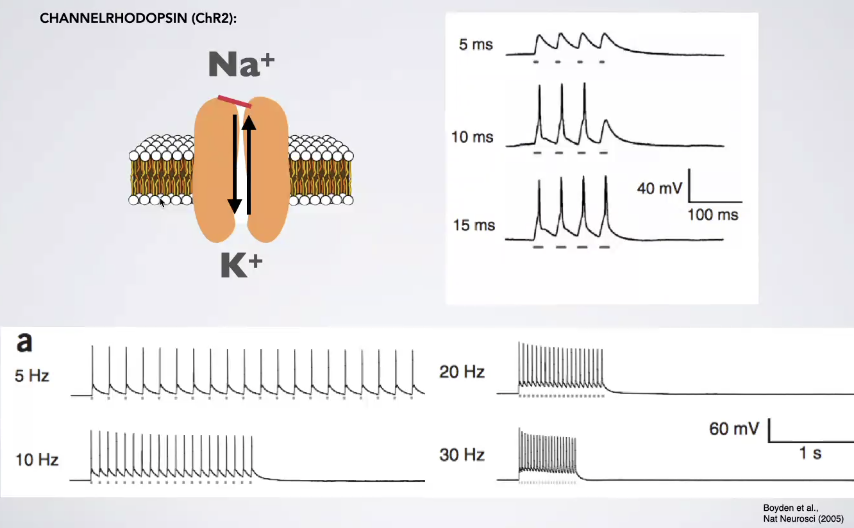 CHANNELRHODOPSIN (ChR2):
Na+
K+
5 ms
10 ms
15 ms
40 mV
100 ms
a
5 Hz
10 Hz
20 Hz
30 Hz
60 mV
1 s
Boyden et al.,
Nat Neurosci (2005)